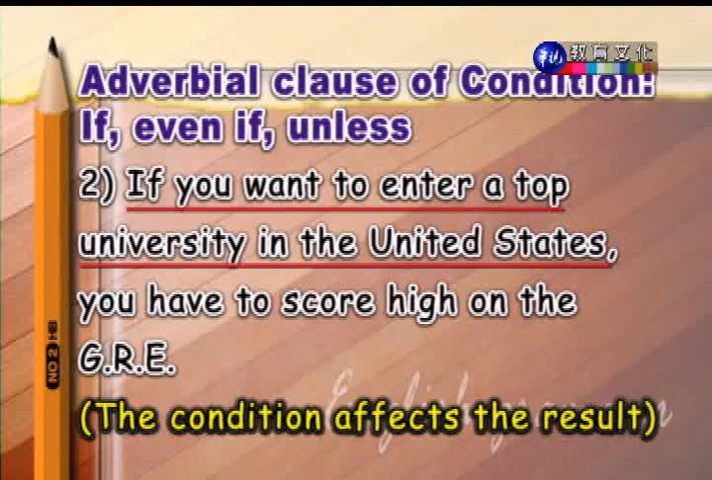 華視 教育文化
Adverbial clause of Condition:
If, even if, unless
2) If you want to enter a top
university in the United States,
you have to score high on the
G.R.E.
(The condition affects the result)
NO 2 HB